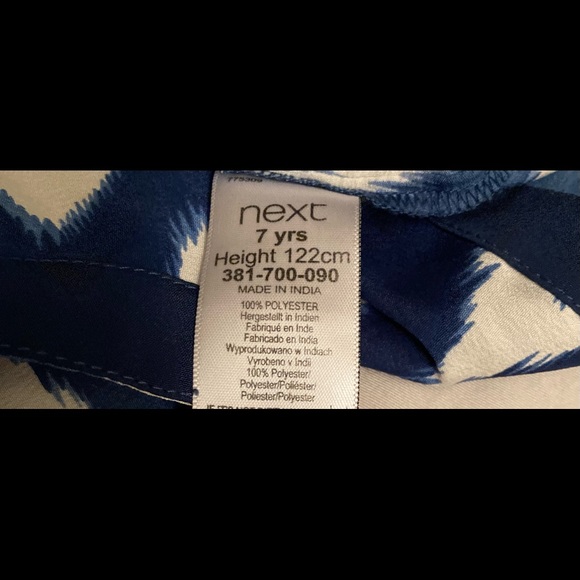 next
7 yrs
Height 122cm
381-700-090
MADE IN INDIA
100% POLYESTER
Hergestellt in Indien
Fabriqué en Inde
Fabricado en India
Wyprodukowano w Indiach
Vyrobeno v Indii
100% Polyester/
Polyester/Poliéster/
Poliester/Polyester